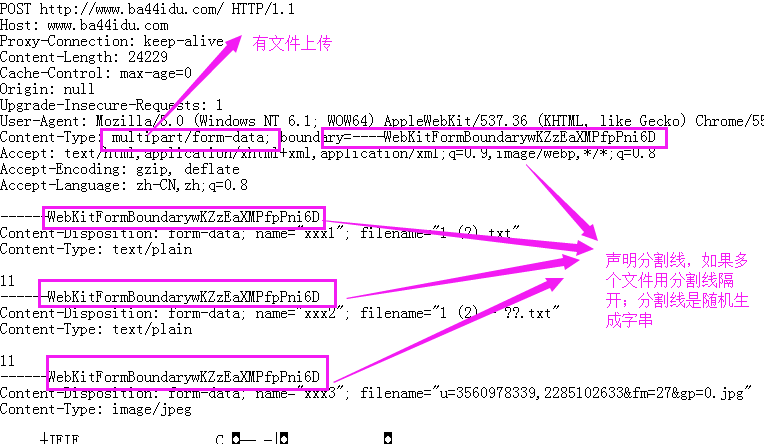 POST http://www.ba44idu.com/ HTTP/1.1
Host: www.ba44idu.com
Proxy-Connection: keep-alive
有文件上传
Content-Length: 24229
Cache-Control: max-age=0
Origin: null
Upgrade-Insecure-Requests: 1
User-Agent: Mozilla/5.0 (Windows NT 6.1; WOW64) AppleWebKit/537.36 (KHTML, like Gecko) Chrome/55
Content-Type: multipart/form-data; boundary=----WebKitFormBoundarywKZzEaXMPfpPni6D
Accept: text/html,application/xhtml+xml,application/xml;q=0.9,image/webp,*/*;q=0.8
Accept-Encoding: gzip, deflate
Accept-Language: zh-CN,zh;q=0.8
------WebKitFormBoundarywKZzEaXMPfpPni6D
Content-Disposition: form-data; name="xxx1"; filename="1 (2).txt"
Content-Type: text/plain
声明分割线，如果多
个文件用分割线隔
开；分割线是随机生
成字串
11
------WebKitFormBoundarywKZzEaXMPfpPni6D
Content-Disposition: form-data; name="xxx2"; filename="1 (2) - ??.txt"
Content-Type: text/plain
11
------WebKitFormBoundarywKZzEaXMPfpPni6D
Content-Disposition: form-data; name="xxx3"; filename="u=3560978339,2285102633&fm=27&gp=0.jpg"
Content-Type: image/jpeg